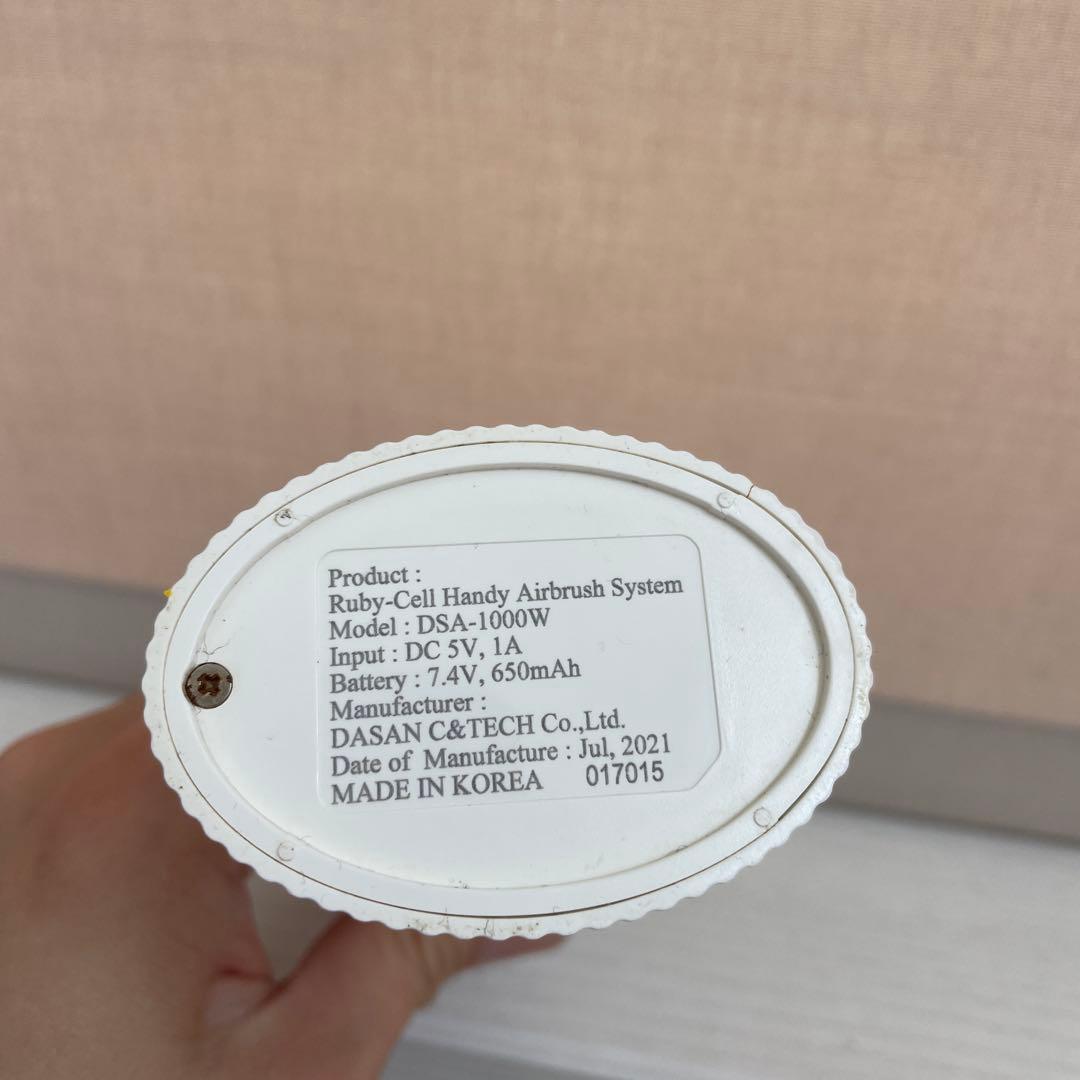 Product :
Ruby-Cell Handy Airbrush System
Model : DSA-1000W
Input : DC 5V, 1A
Battery : 7.4V, 650mAh
Manufacturer :
DASAN C&TECH Co.,Ltd.
Date of Manufacture : Jul, 2021
MADE IN KOREA 017015